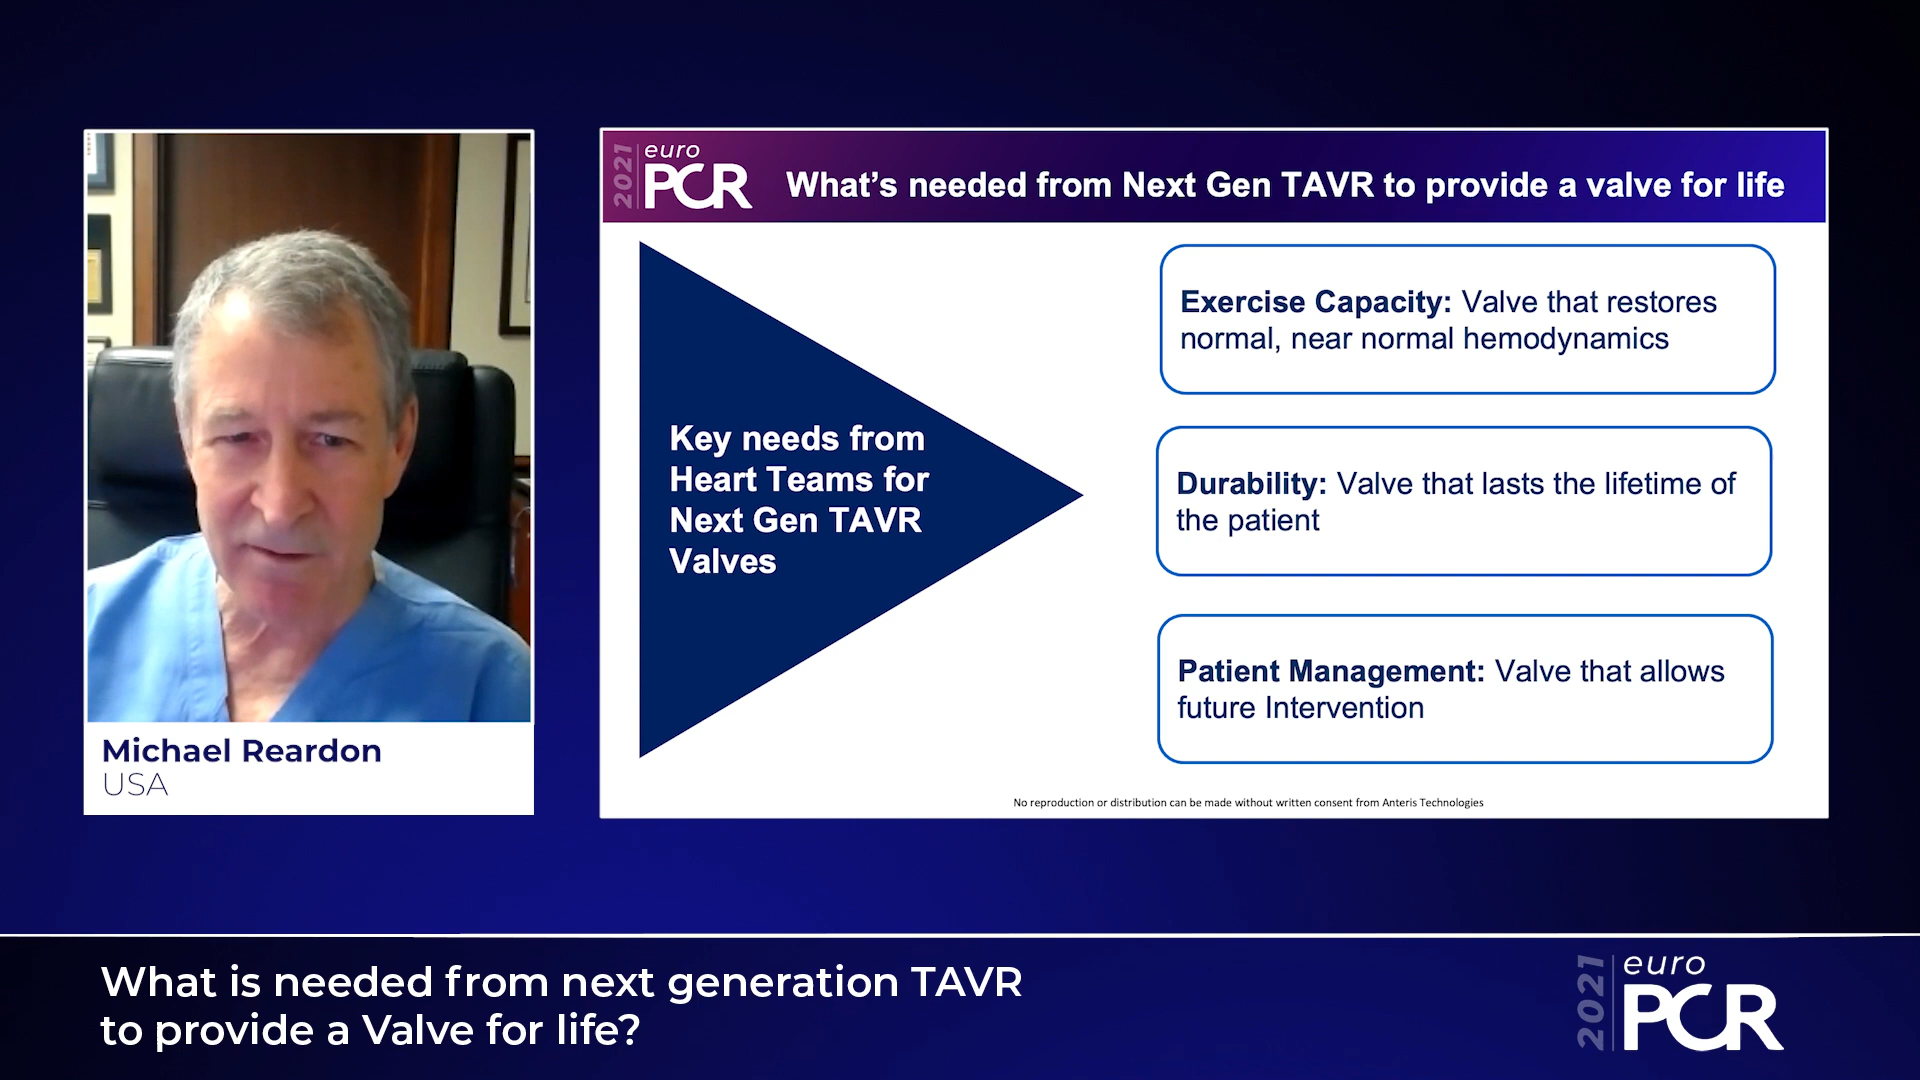 2021
euro
PCR
What's needed from Next Gen TAVR to provide a valve for life
Key needs from
Heart Teams for
Next Gen TAVR
Valves
Exercise Capacity: Valve that restores
normal, near normal hemodynamics
Durability: Valve that lasts the lifetime of
the patient
Patient Management: Valve that allows
future Intervention
No reproduction or distribution can be made without written consent from Anteris Technologies
Michael Reardon
USA
What is needed from next generation TAVR
to provide a Valve for life?
2021
euro
PCR